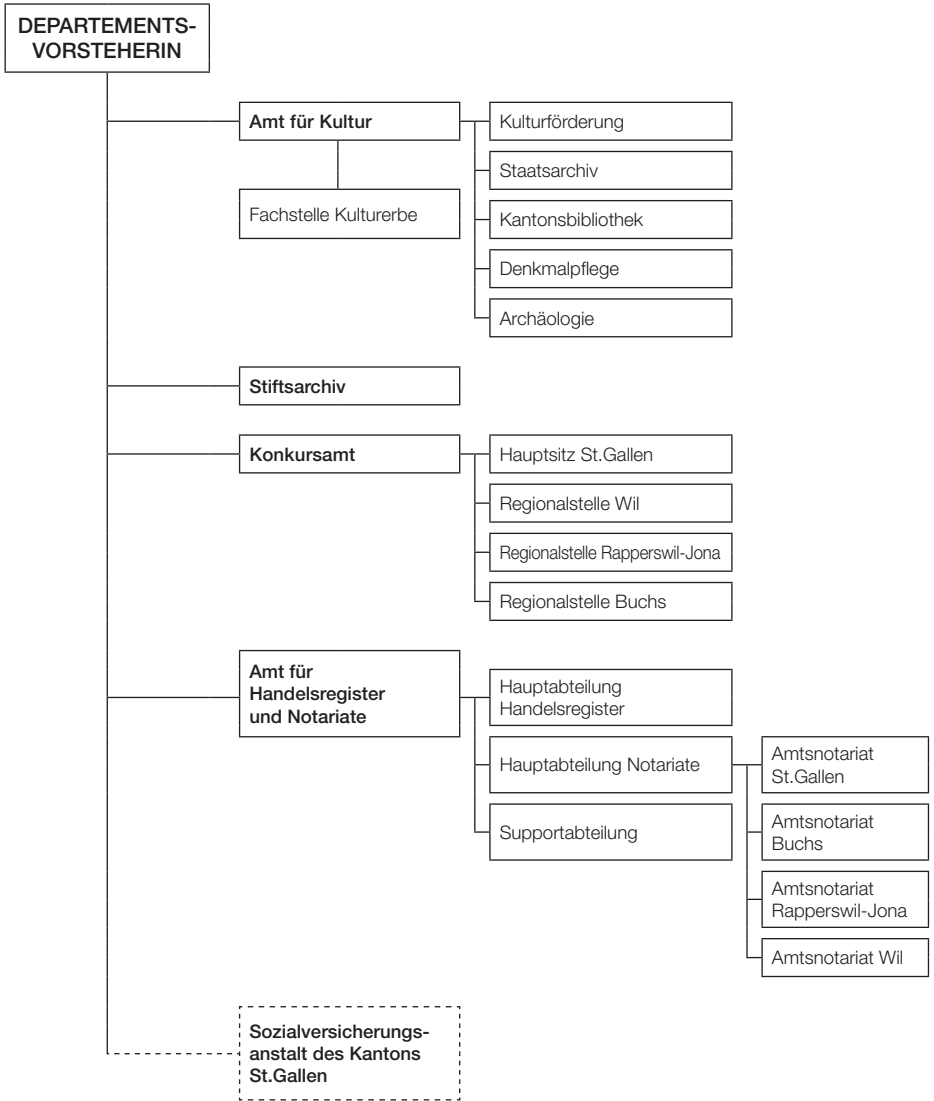 DEPARTEMENTS-
VORSTEHERIN
Amt für Kultur
Fachstelle Kulturerbe
Kulturförderung
Staatsarchiv
Kantonsbibliothek
Denkmalpflege
Archäologie
Stiftsarchiv
Konkursamt
Hauptsitz St.Gallen
Regionalstelle Wil
Regionalstelle Rapperswil-Jona
Regionalstelle Buchs
Amt für
Handelsregister
und Notariate
Hauptabteilung
Handelsregister
Hauptabteilung Notariate
Supportabteilung
Amtsnotariat
St.Gallen
Amtsnotariat
Buchs
Amtsnotariat
Rapperswil-Jona
Amtsnotariat Wil
Sozialversicherungs-
anstalt des Kantons
St.Gallen